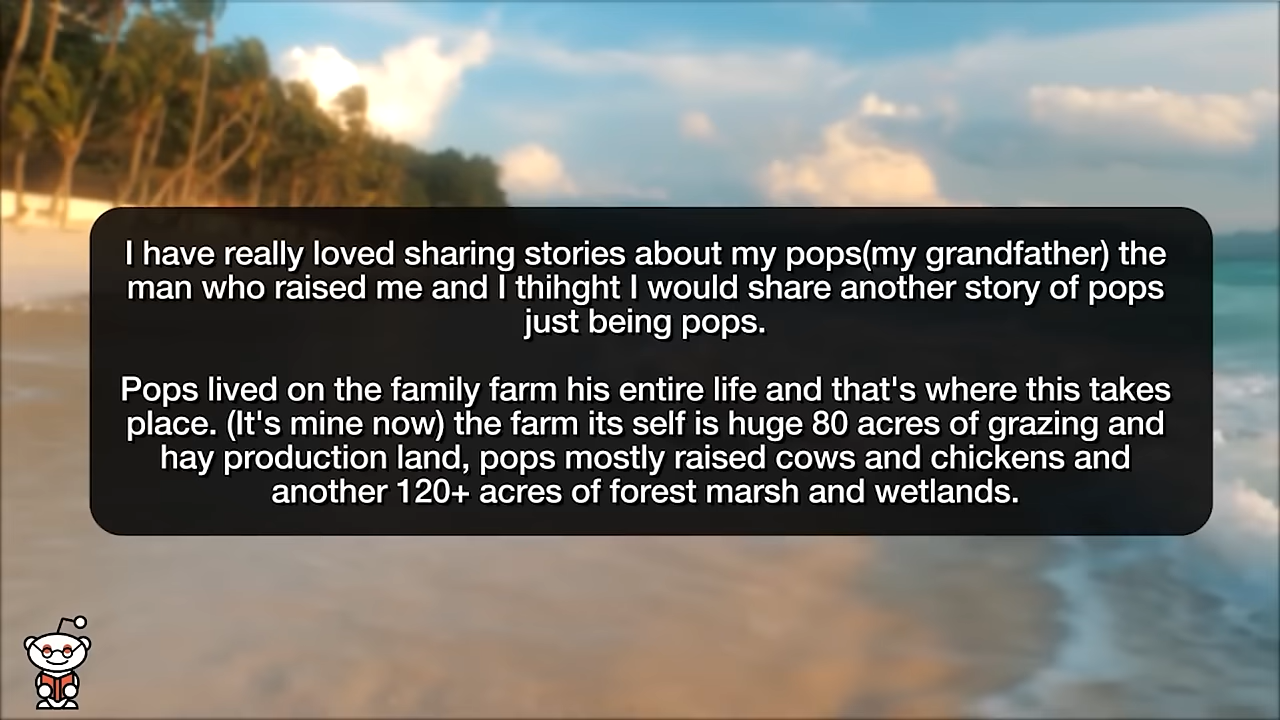 I have really loved sharing stories about my pops(my grandfather) the
man who raised me and I thihght I would share another story of pops
just being pops.
Pops lived on the family farm his entire life and that's where this takes
place. (It's mine now) the farm its self is huge 80 acres of grazing and
hay production land, pops mostly raised cows and chickens and
another 120+ acres of forest marsh and wetlands.